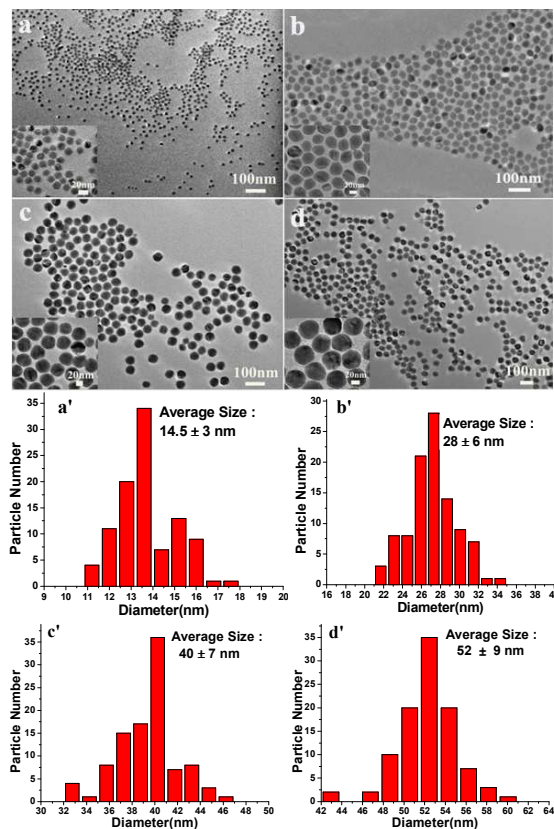 a
20nm
100nm
b
20nm
100nm
c
20nm
100nm
d
20nm
100nm
a'
Average Size :
14.5 ± 3 nm
Particle Number
35
30
25
20
15
10
5
0
9 10 11 12 13 14 15 16 17 18 19 20
Diameter(nm)
b'
Average Size :
28 ± 6 nm
Particle Number
30
25
20
15
10
5
0
16 18 20 22 24 26 28 30 32 34 36 38 40
Diameter(nm)
c'
Average Size :
40 ± 7 nm
Particle Number
35
30
25
20
15
10
5
0
30 32 34 36 38 40 42 44 46 48 50
Diameter(nm)
d'
Average Size :
52 ± 9 nm
Particle Number
35
30
25
20
15
10
5
0
42 44 46 48 50 52 54 56 58 60 62 64
Diameter(nm)